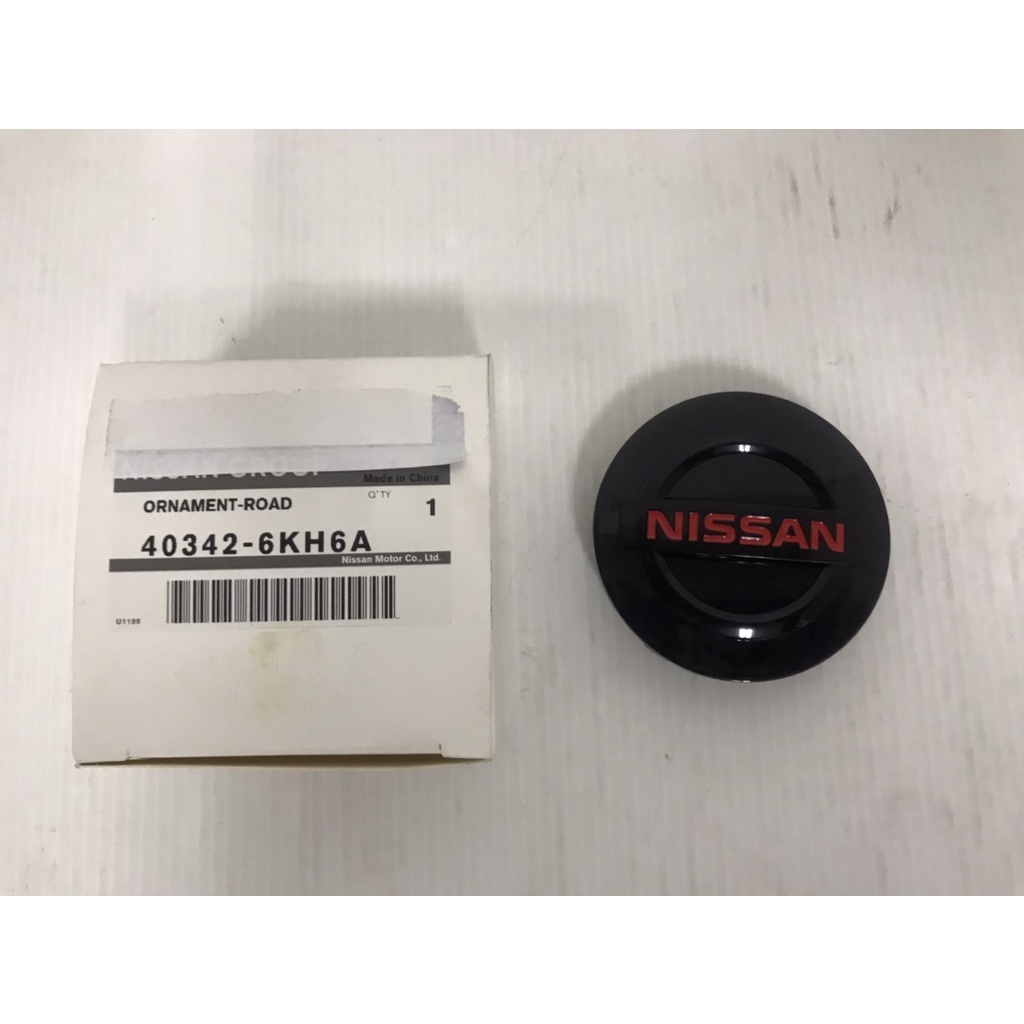 Made in China
Q'TY
ORNAMENT-ROAD 1
40342-6KH6A
Nissan Motor Co., Ltd.
U1199
NISSAN